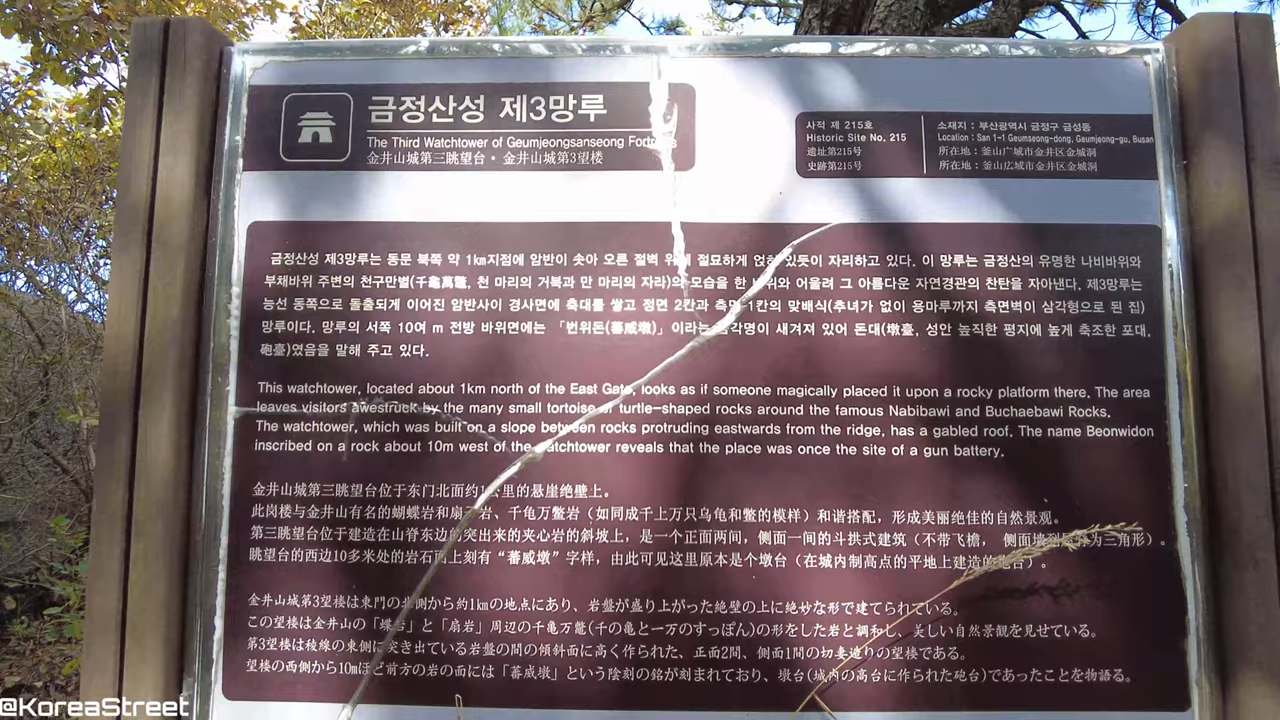 금정산성 제3망루
The Third Watchtower of Geumjeongsanseong
金井山城第三眺望台・金井山城第3望楼
사적 제 215호
Historic Site No. 215
遗址第215号
史跡第215号
소재지 : 부산광역시 금정구 금성동
Location : San 1-1 Geumseong-dong, Geumjeong-gu, Busan
所在地 : 釜山广域市金井区金城洞
所在地 : 釜山広域市金井区金城洞
금정산성 제3망루는 동문 북쪽 약 1km지점에 암반이 솟아 오른 절벽 위에 절묘하게 얹혀 있듯이 자리하고 있다. 이 망루는 금정산의 유명한 나비바위와
부채바위 주변의 천구만별(千龜萬鼈, 천 마리의 거북과 만 마리의 자라)의 모습을 한 바위와 어울려 그 아름다운 자연경관의 찬탄을 자아낸다. 제3망루는
능선 동쪽으로 돌출되게 이어진 암반사이 경사면에 축대를 쌓고 정면 2칸과 측면 1칸의 맞배식(추녀가 없이 용마루까지 측면벽이 삼각형으로 된 집)
망루이다. 망루의 서쪽 10여 m 전방 바위면에는 「번위돈(蕃威墩)」이라는 음각명이 새겨져 있어 돈대(墩臺, 성안 높직한 평지에 높게 축조한 포대,
砲臺)였음을 말해 주고 있다.
This watchtower, located about 1km north of the East Gate, looks as if someone magically placed it upon a rocky platform there. The area
leaves visitors awestruck by the many small tortoise or turtle-shaped rocks around the famous Nabibawi and Buchaebawi Rocks.
The watchtower, which was built on a slope between rocks protruding eastwards from the ridge, has a gabled roof. The name Beonwidon
inscribed on a rock about 10m west of the watchtower reveals that the place was once the site of a gun battery.
金井山城第三眺望台位于东门北面约1公里的悬崖绝壁上。
此岗楼与金井山有名的蝴蝶岩和扇子岩、千龟万鳖岩（如同成千上万只乌龟和鳖的模样）和谐搭配，形成美丽绝佳的自然景观。
第三眺望台位于建造在山脊东边的突出来的夹心岩的斜坡上，是一个正面两间，侧面一间的斗拱式建筑（不带飞檐， 侧面墙 为三角形）。
眺望台的西边10多米处的岩石面上刻有“蕃威墩”字样，由此可见这里原本是个墩台（在城内制高点的平地上建造的炮台）。
金井山城第3望楼は東門の北側から約1kmの地点にあり、岩盤が盛り上がった絶壁の上に絶妙な形で建てられている。
この望楼は金井山の「蝶岩」と「扇岩」周辺の千亀万鼈(千の亀と一万のすっぽん)の形をした岩と調和し、美しい自然景観を見せている。
第3望楼は稜線の東側に突き出ている岩盤の間の傾斜面に高く作られた、正面2間、側面1間の切妻造りの望楼である。
望楼の西側から10mほど前方の岩の面には「蕃威墩」という陰刻の銘が刻まれており、墩台(城内の高台に作られた砲台)であったことを物語る。
@KoreaStreet